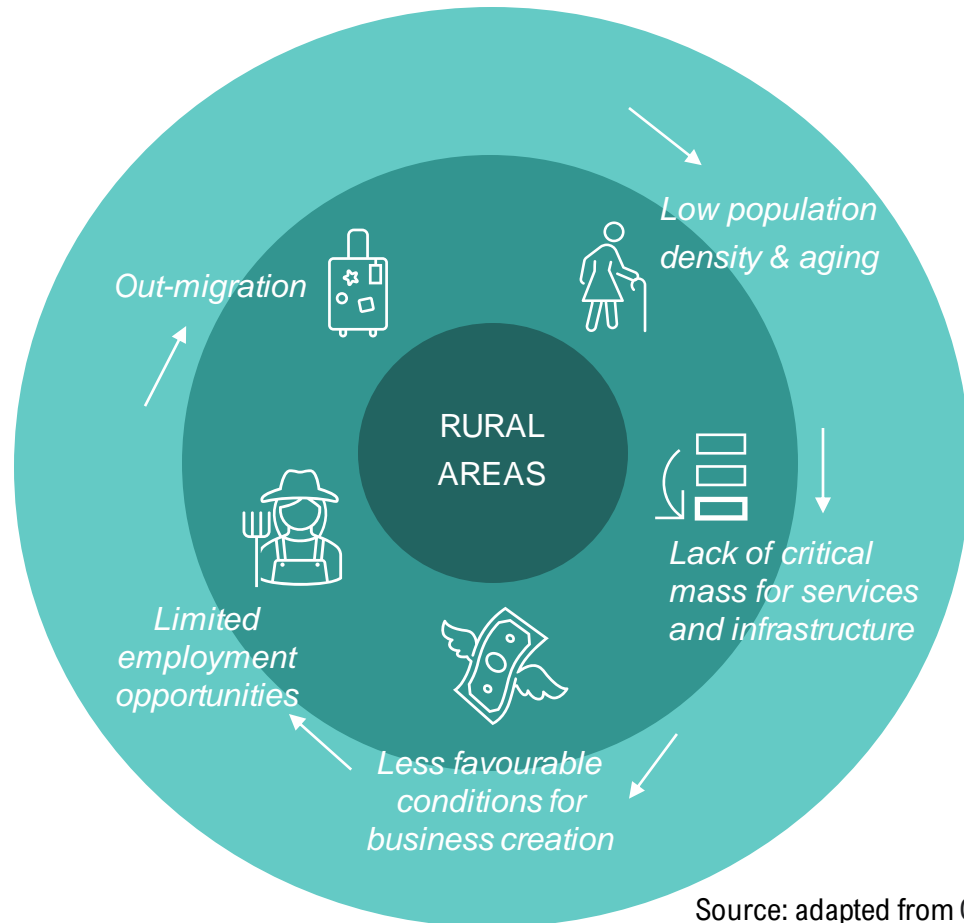 Low population
density & aging
Out-migration
RURAL
AREAS
Lack of critical
mass for services
and infrastructure
Limited
employment
opportunities
Less favourable
conditions for
business creation
Source: adapted from